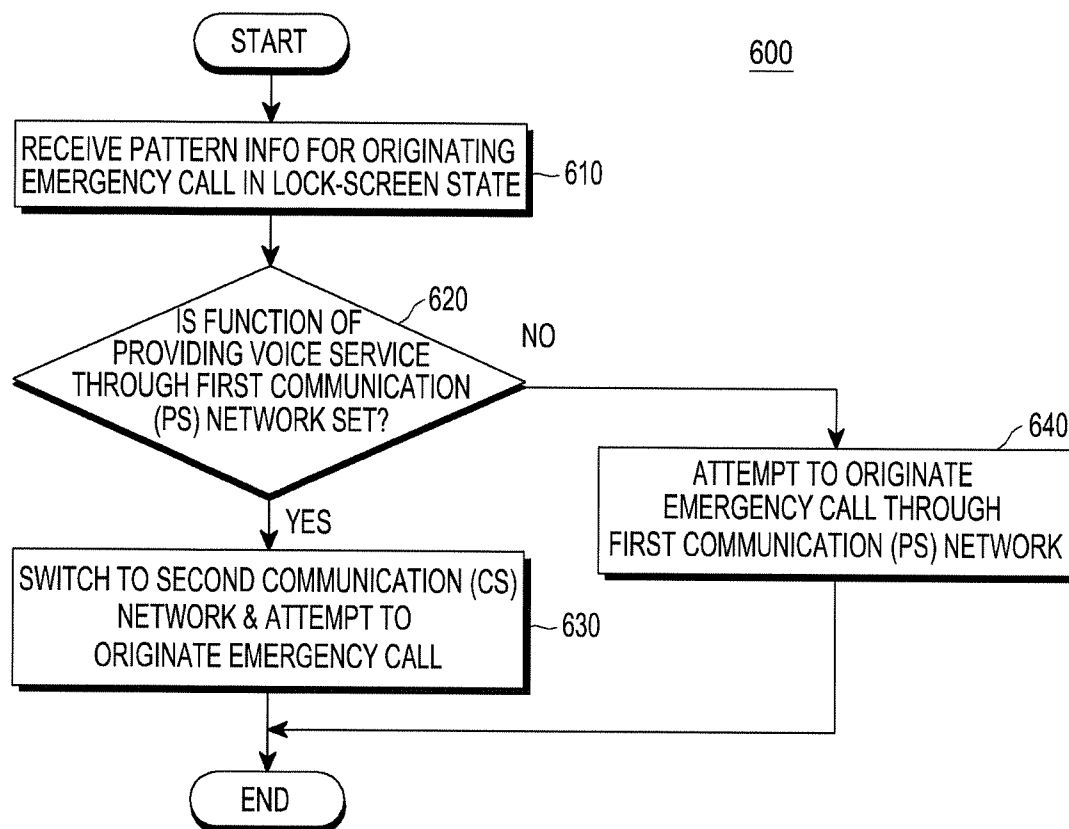 START
600
RECEIVE PATTERN INFO FOR ORIGINATING
EMERGENCY CALL IN LOCK-SCREEN STATE
610
620
IS FUNCTION OF
PROVIDING VOICE SERVICE
THROUGH FIRST COMMUNICATION
(PS) NETWORK SET?
NO
YES
640
ATTEMPT TO ORIGINATE
EMERGENCY CALL THROUGH
FIRST COMMUNICATION (PS) NETWORK
SWITCH TO SECOND COMMUNICATION (CS)
NETWORK & ATTEMPT TO
ORIGINATE EMERGENCY CALL
630
END